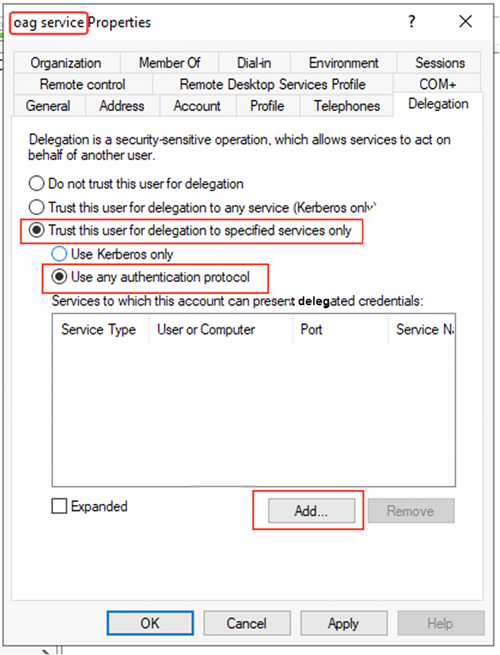 oag service Properties ? ×
Organization Member Of Dial-in Environment Sessions
Remote control Remote Desktop Services Profile COM+
General Address Account Profile Telephones Delegation
Delegation is a security-sensitive operation, which allows services to act on
behalf of another user.
Do not trust this user for delegation
Trust this user for delegation to any service (Kerberos only)
Trust this user for delegation to specified services only
Use Kerberos only
Use any authentication protocol
Services to which this account can present delegated credentials:
Service Type User or Computer Port Service Na
Expanded Add... Remove
OK Cancel Apply Help